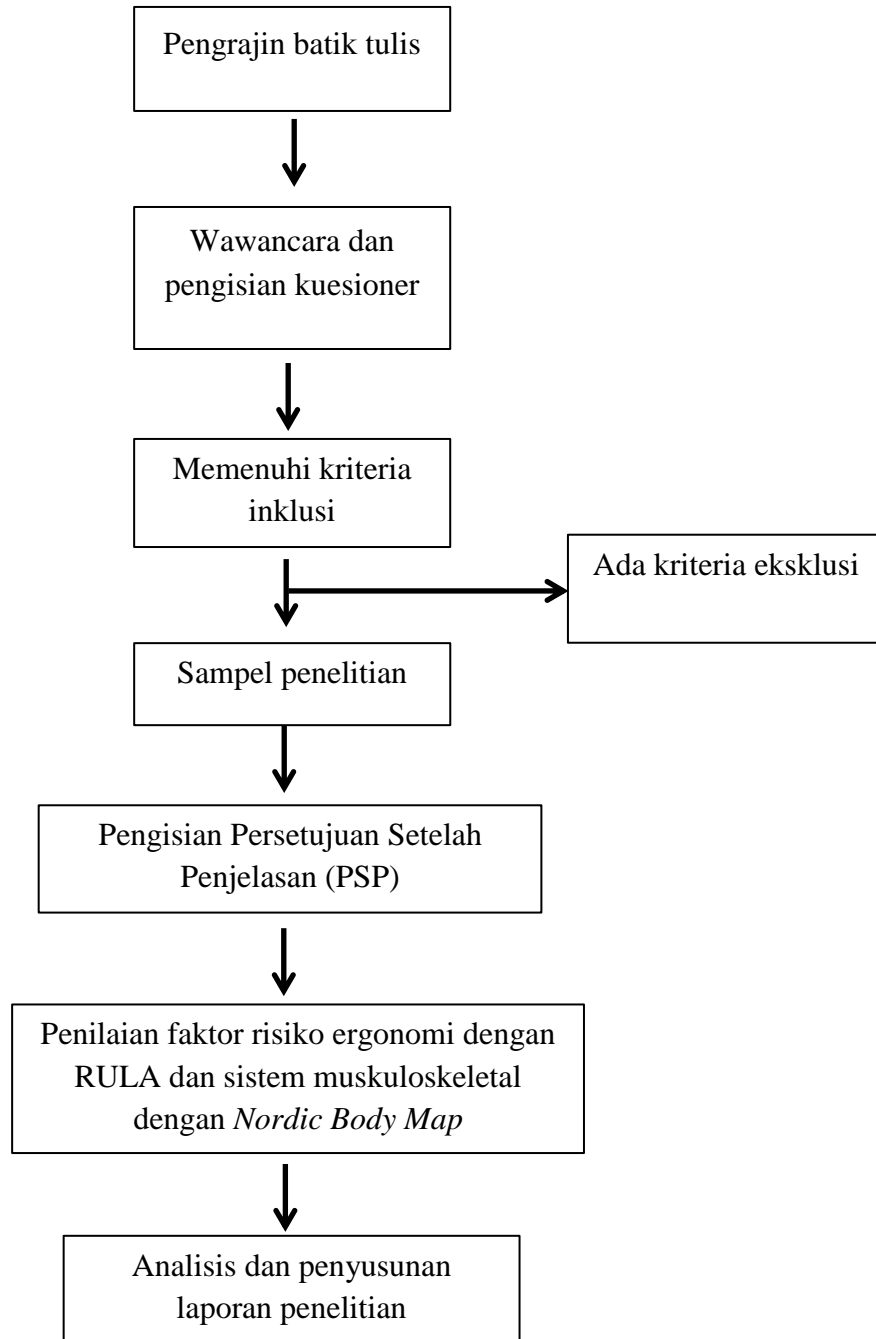 Pengrajin batik tulis
Wawancara dan
pengisian kuesioner
Memenuhi kriteria
inklusi
Ada kriteria eksklusi
Sampel penelitian
Pengisian Persetujuan Setelah
Penjelasan (PSP)
Penilaian faktor risiko ergonomi dengan
RULA dan sistem muskuloskeletal
dengan Nordic Body Map
Analisis dan penyusunan
laporan penelitian